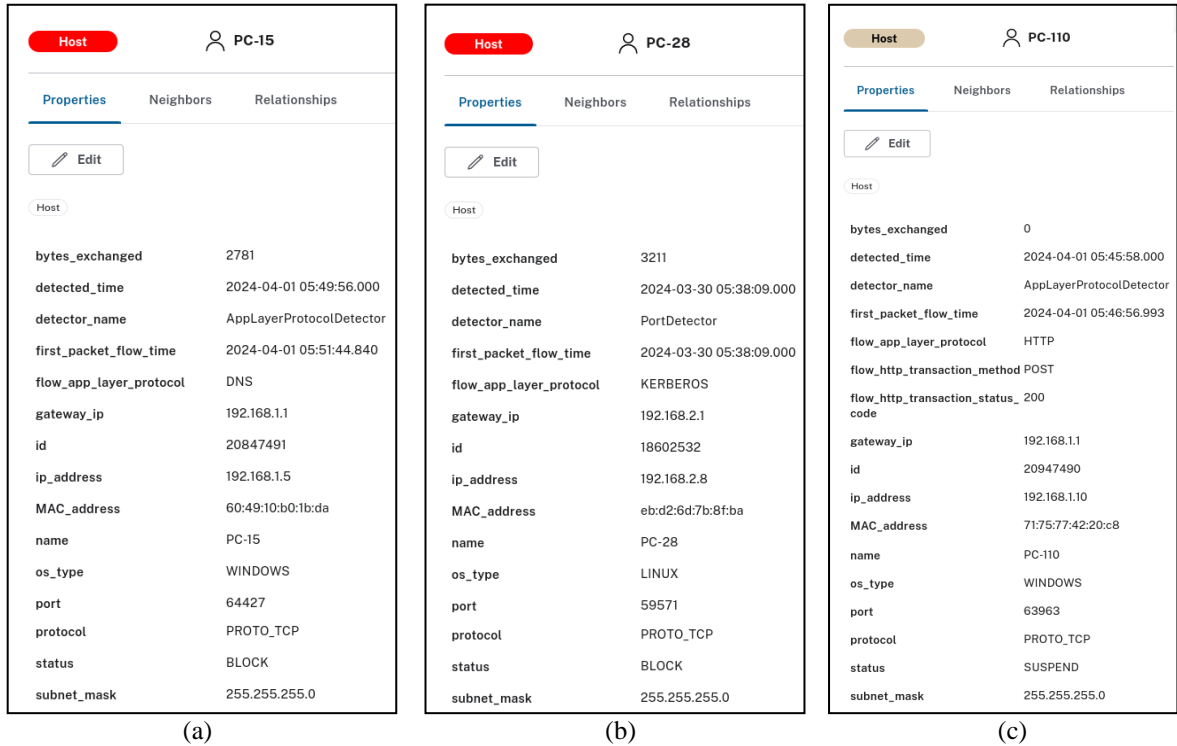 Host PC-15
Properties Neighbors Relationships
Edit
Host
bytes_exchanged 2781
detected_time 2024-04-01 05:49:56.000
detector_name AppLayerProtocolDetector
first_packet_flow_time 2024-04-01 05:51:44.840
flow_app_layer_protocol DNS
gateway_ip 192.168.1.1
id 20847491
ip_address 192.168.1.5
MAC_address 60:49:10:b0:1b:da
name PC-15
os_type WINDOWS
port 64427
protocol PROTO_TCP
status BLOCK
subnet_mask 255.255.255.0
(a)
Host PC-28
Properties Neighbors Relationships
Edit
Host
bytes_exchanged 3211
detected_time 2024-03-30 05:38:09.000
detector_name PortDetector
first_packet_flow_time 2024-03-30 05:38:09.000
flow_app_layer_protocol KERBEROS
gateway_ip 192.168.2.1
id 18602532
ip_address 192.168.2.8
MAC_address eb:d2:6d:7b:8f:ba
name PC-28
os_type LINUX
port 59571
protocol PROTO_TCP
status BLOCK
subnet_mask 255.255.255.0
(b)
Host PC-110
Properties Neighbors Relationships
Edit
Host
bytes_exchanged 0
detected_time 2024-04-01 05:45:58.000
detector_name AppLayerProtocolDetector
first_packet_flow_time 2024-04-01 05:46:56.993
flow_app_layer_protocol HTTP
flow_http_transaction_method POST
flow_http_transaction_status_ 200
code
gateway_ip 192.168.1.1
id 20947490
ip_address 192.168.1.10
MAC_address 71:75:77:42:20:c8
name PC-110
os_type WINDOWS
port 63963
protocol PROTO_TCP
status SUSPEND
subnet_mask 255.255.255.0
(c)